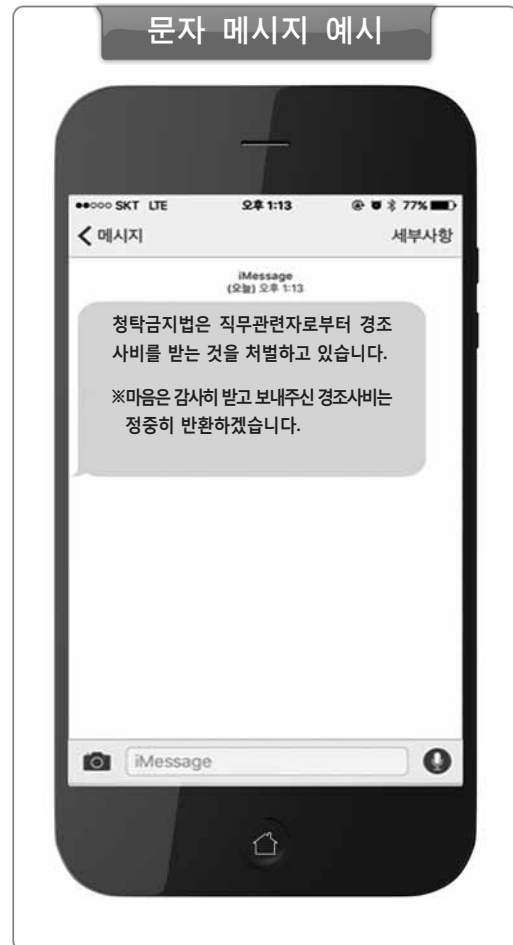 문자 메시지 예시
SKT LTE 오후 1:13 77%
메시지 세부사항
iMessage
(오늘) 오후 1:13
청탁금지법은 직무관련자로부터 경조
사비를 받는 것을 처벌하고 있습니다.
※마음은 감사히 받고 보내주신 경조사비는
정중히 반환하겠습니다.
iMessage